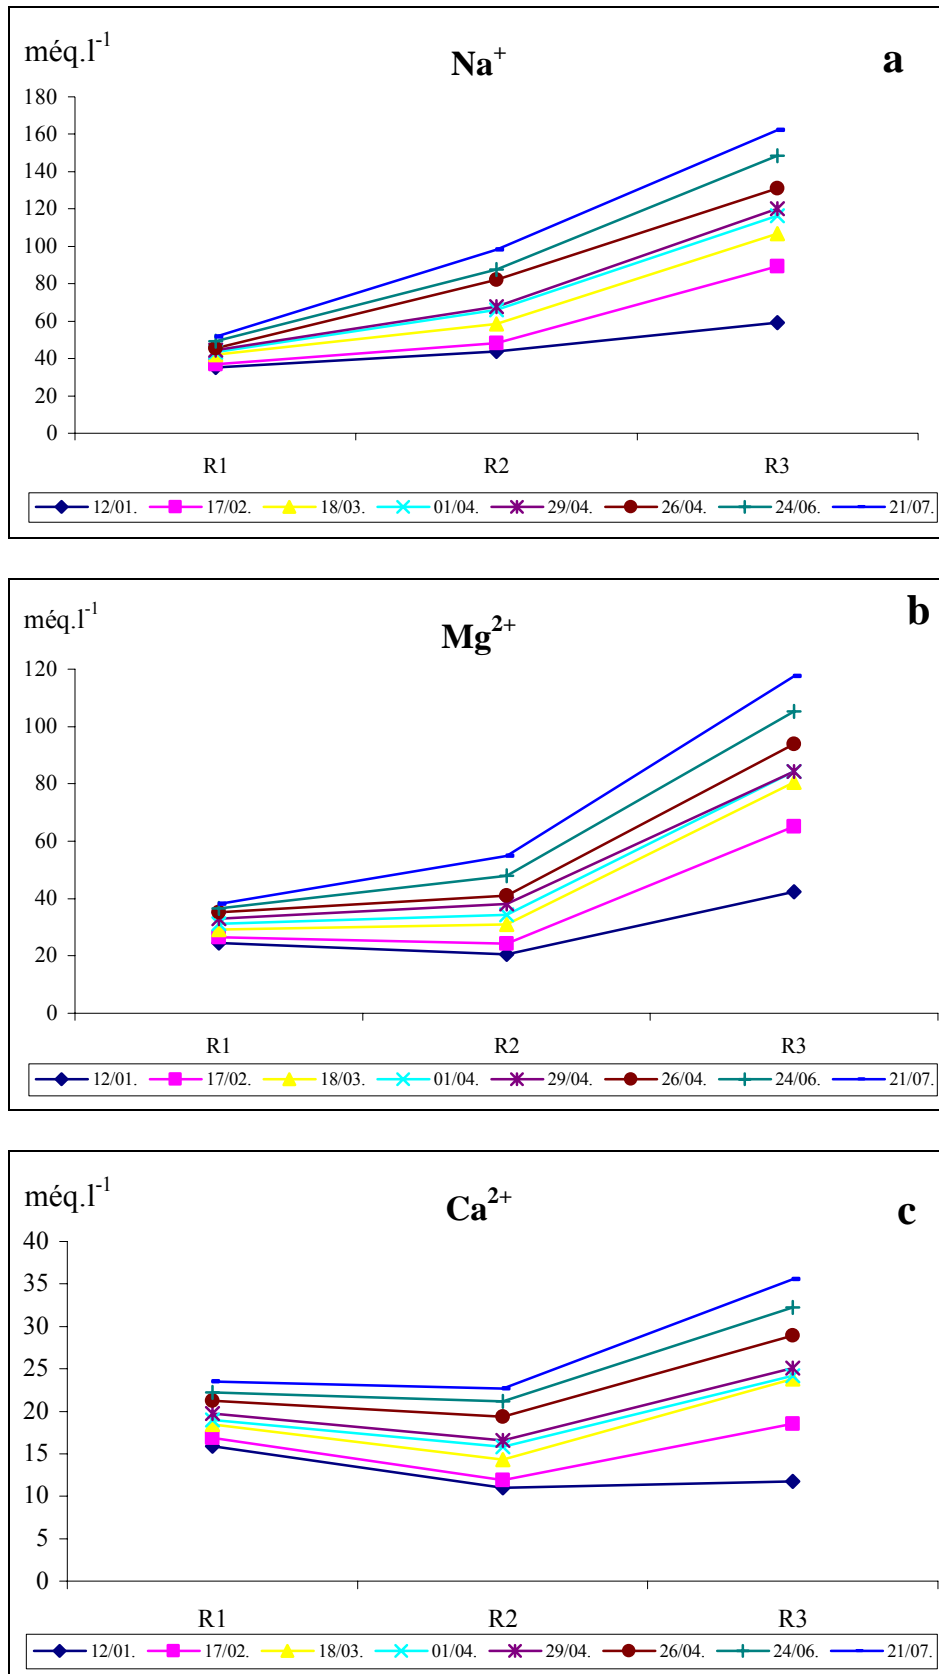 méq.l⁻¹
Na⁺
a
180
160
140
120
100
80
60
40
20
0
R1 R2 R3
12/01. 17/02. 18/03. 01/04. 29/04. 26/04. 24/06. 21/07.
méq.l⁻¹
Mg²⁺
b
120
100
80
60
40
20
0
R1 R2 R3
12/01. 17/02. 18/03. 01/04. 29/04. 26/04. 24/06. 21/07.
méq.l⁻¹
Ca²⁺
c
40
35
30
25
20
15
10
5
0
R1 R2 R3
12/01. 17/02. 18/03. 01/04. 29/04. 26/04. 24/06. 21/07.